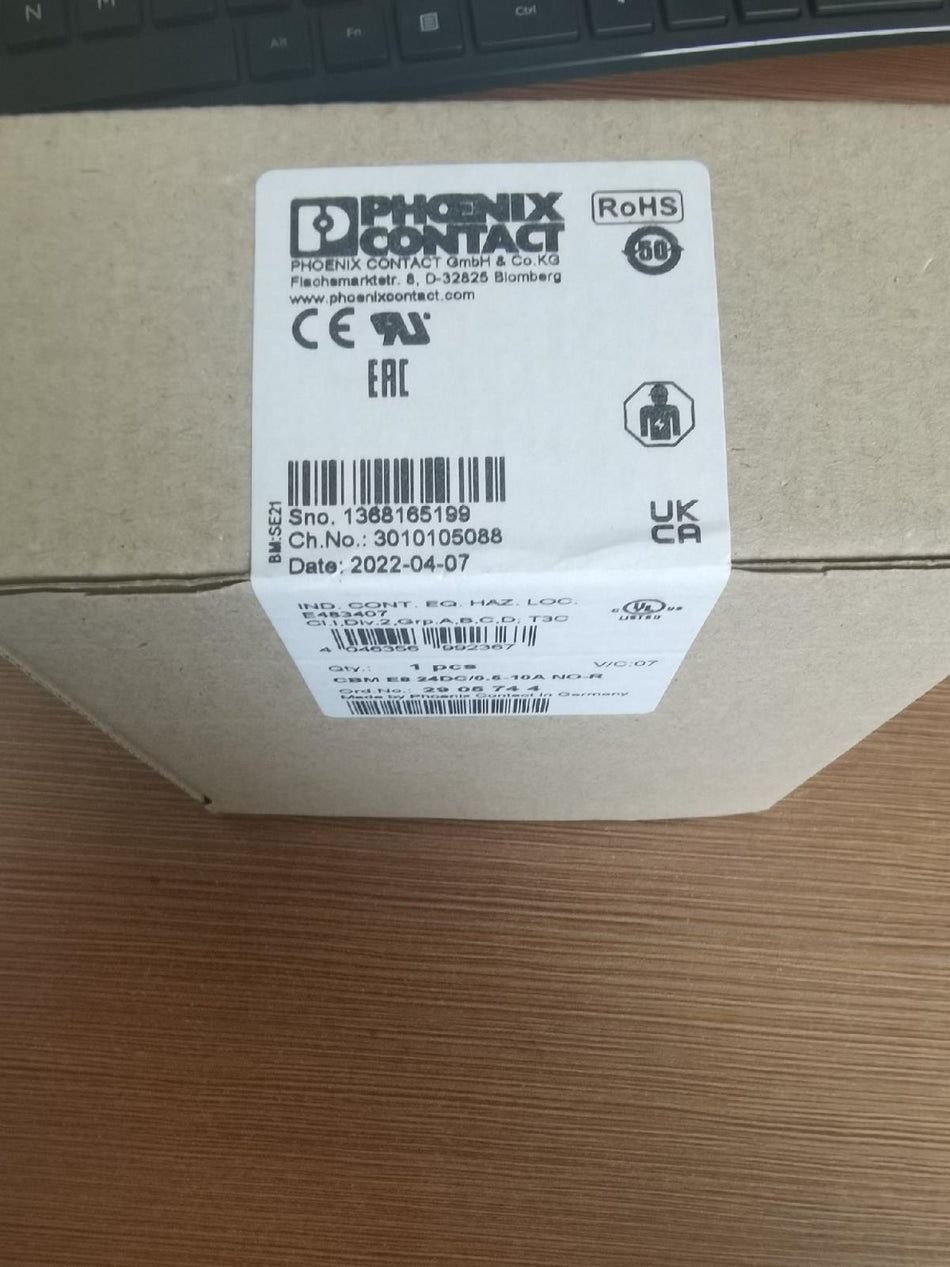 N
M
Alt
Fn
Ctrl
PHOENIX
CONTACT
RoHS
PHOENIX CONTACT GmbH & Co.KG
Flachsmarktstr. 8, D-32825 Blomberg
www.phoenixcontact.com
50
CE
EAC
BM:SE21
Sno. 1368165199
Ch.No.: 3010105088
Date: 2022-04-07
UK
CA
IND. CONT. EQ. HAZ. LOC.
E483407
Cl.I,Div.2,Grp.A,B,C,D; T3C
C UL US
LISTED
4 046356 992367
Qty.: 1 pcs V/C:07
CBM E8 24DC/0.5-10A NO-R
Ord.No.: 29 05 74 4
Made by Phoenix Contact in Germany